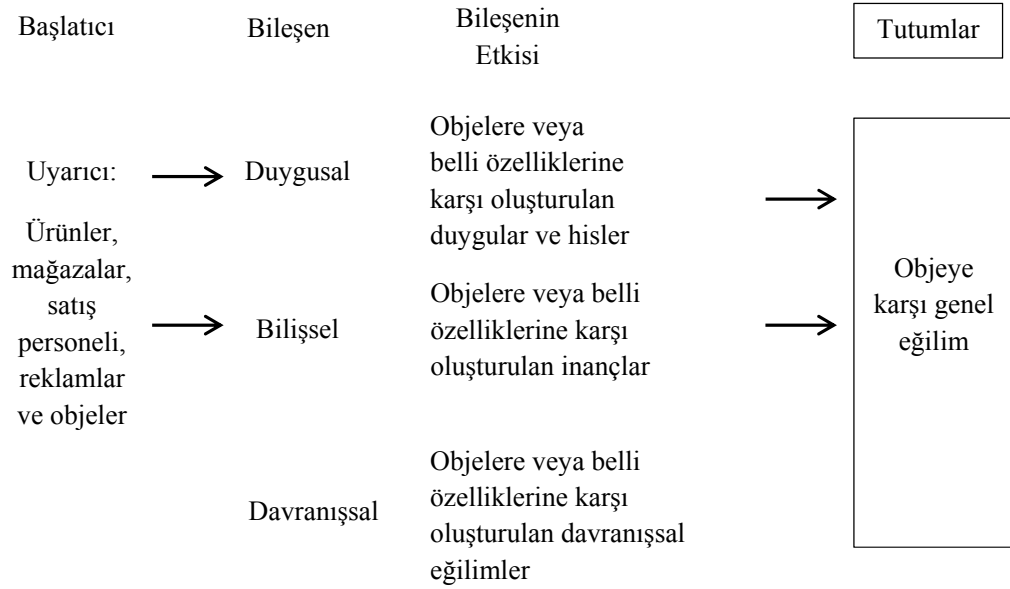 Başlatıcı
Bileşen
Bileşenin
Etkisi
Tutumlar
Uyarıcı:
Ürünler,
mağazalar,
satış
personeli,
reklamlar
ve objeler
Duygusal
Objelere veya
belli özelliklerine
karşı oluşturulan
duygular ve hisler
Bilişsel
Objelere veya belli
özelliklerine karşı
oluşturulan inançlar
Davranışsal
Objelere veya belli
özelliklerine karşı
oluşturulan davranışsal
eğilimler
Objeye
karşı genel
eğilim